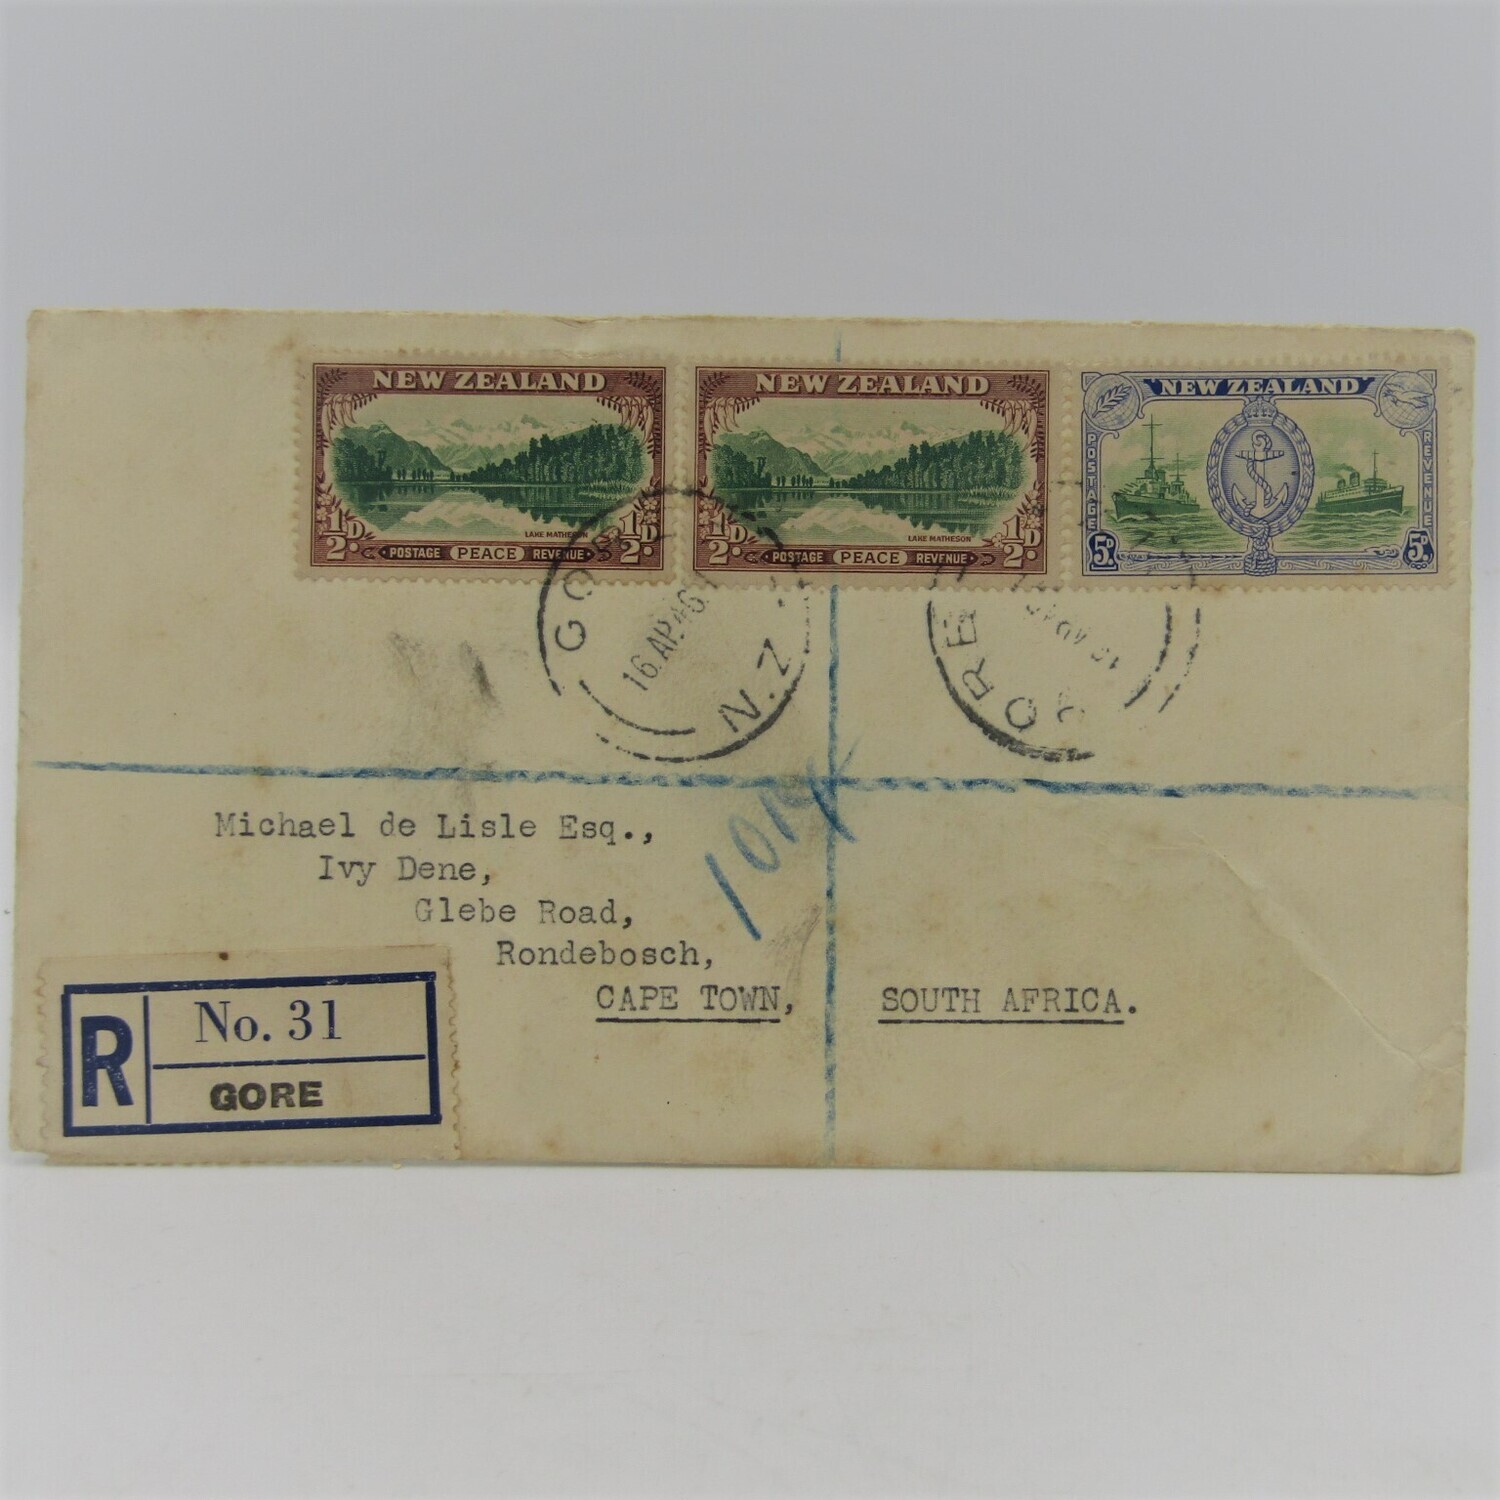 NEW ZEALAND
½D.
½D.
LAKE MATHESON
POSTAGE PEACE REVENUE
NEW ZEALAND
½D.
½D.
LAKE MATHESON
POSTAGE PEACE REVENUE
NEW ZEALAND
POSTAGE
REVENUE
5D.
5D.
GORE
16 AP 46
N.Z.
GORE
Michael de Lisle Esq.,
Ivy Dene,
Glebe Road,
Rondebosch,
CAPE TOWN, SOUTH AFRICA.
R
No. 31
GORE